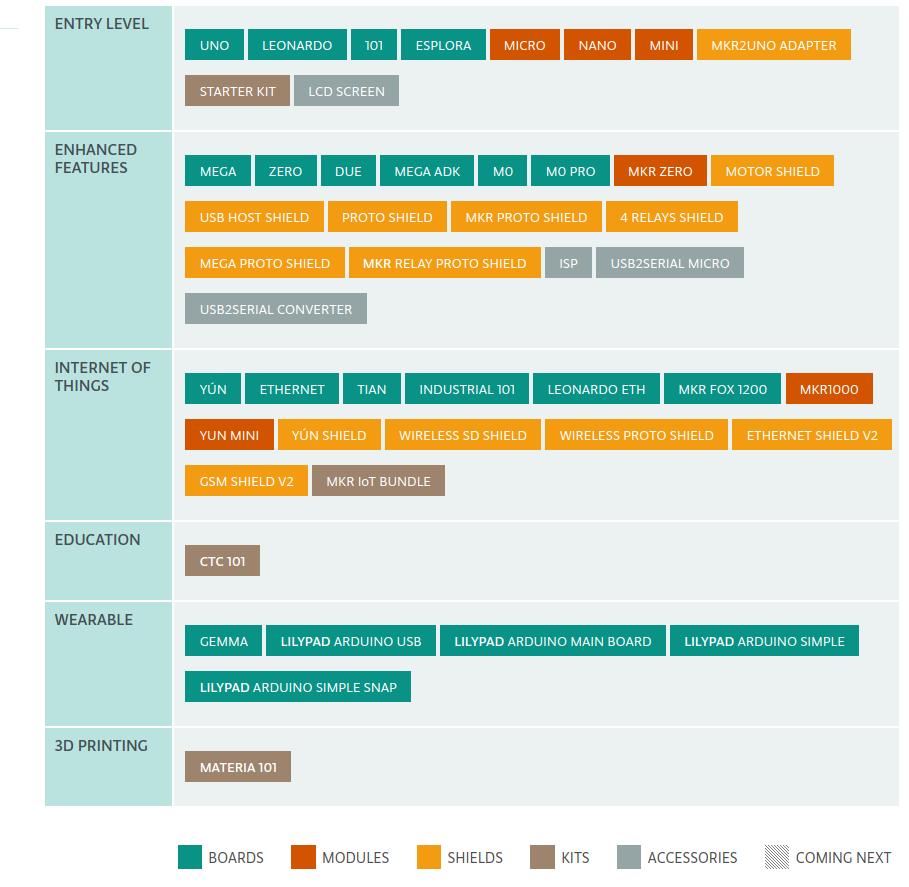 ENTRY LEVEL
UNO LEONARDO 101 ESPLORA MICRO NANO MINI MKR2UNO ADAPTER
STARTER KIT LCD SCREEN
ENHANCED
FEATURES
MEGA ZERO DUE MEGA ADK M0 M0 PRO MKR ZERO MOTOR SHIELD
USB HOST SHIELD PROTO SHIELD MKR PROTO SHIELD 4 RELAYS SHIELD
MEGA PROTO SHIELD MKR RELAY PROTO SHIELD ISP USB2SERIAL MICRO
USB2SERIAL CONVERTER
INTERNET OF
THINGS
YÚN ETHERNET TIAN INDUSTRIAL 101 LEONARDO ETH MKR FOX 1200 MKR1000
YUN MINI YÚN SHIELD WIRELESS SD SHIELD WIRELESS PROTO SHIELD ETHERNET SHIELD V2
GSM SHIELD V2 MKR IoT BUNDLE
EDUCATION
CTC 101
WEARABLE
GEMMA LILYPAD ARDUINO USB LILYPAD ARDUINO MAIN BOARD LILYPAD ARDUINO SIMPLE
LILYPAD ARDUINO SIMPLE SNAP
3D PRINTING
MATERIA 101
BOARDS MODULES SHIELDS KITS ACCESSORIES COMING NEXT